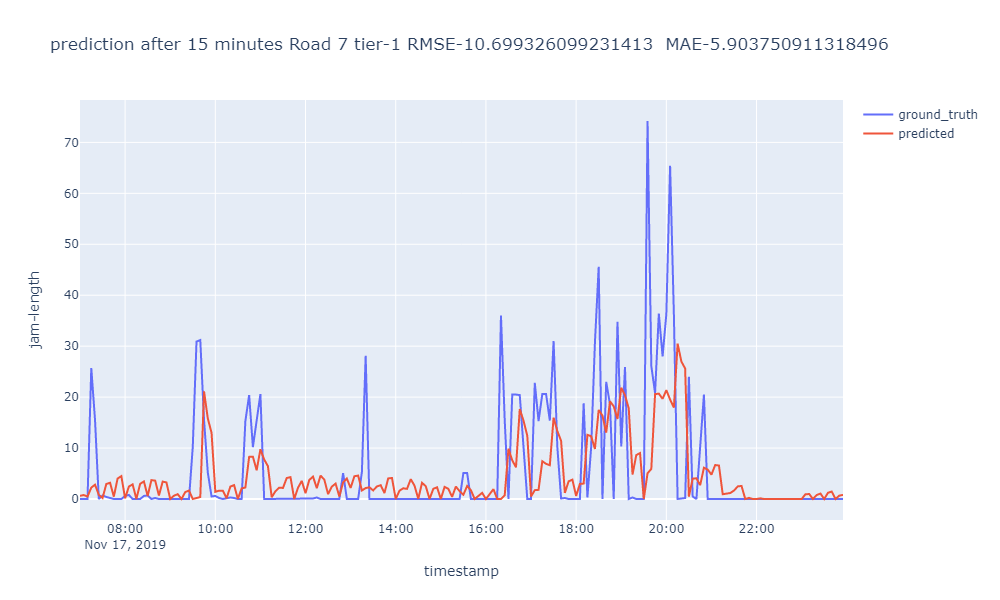 prediction after 15 minutes Road 7 tier-1 RMSE-10.699326099231413  MAE-5.903750911318496
ground_truth
predicted
jam-length
70
60
50
40
30
20
10
0
08:00 10:00 12:00 14:00 16:00 18:00 20:00 22:00
Nov 17, 2019
timestamp